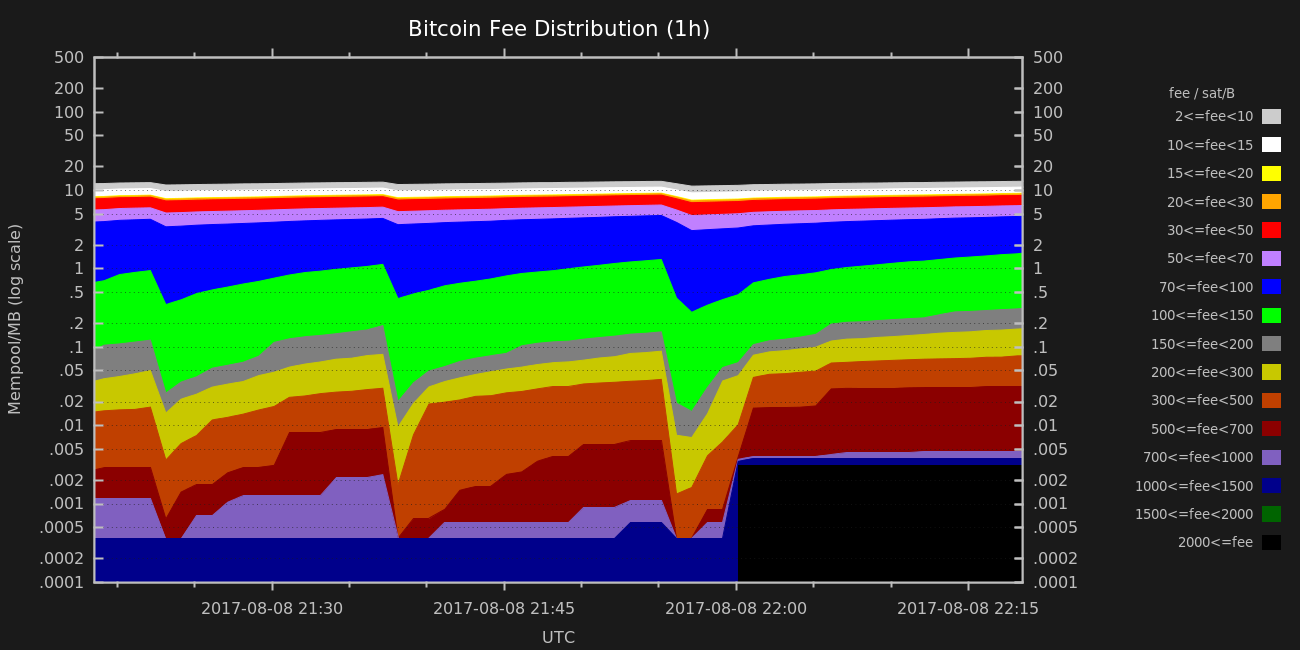 Bitcoin Fee Distribution (1h)
500 500
200 200
100 100
50 50
20 20
10 10
5 5
2 2
1 1
.5 .5
.2 .2
.1 .1
.05 .05
.02 .02
.01 .01
.005 .005
.002 .002
.001 .001
.0005 .0005
.0002 .0002
.0001 .0001
Mempool/MB (log scale)
2017-08-08 21:30 2017-08-08 21:45 2017-08-08 22:00 2017-08-08 22:15
UTC
fee / sat/B
2<=fee<10
10<=fee<15
15<=fee<20
20<=fee<30
30<=fee<50
50<=fee<70
70<=fee<100
100<=fee<150
150<=fee<200
200<=fee<300
300<=fee<500
500<=fee<700
700<=fee<1000
1000<=fee<1500
1500<=fee<2000
2000<=fee